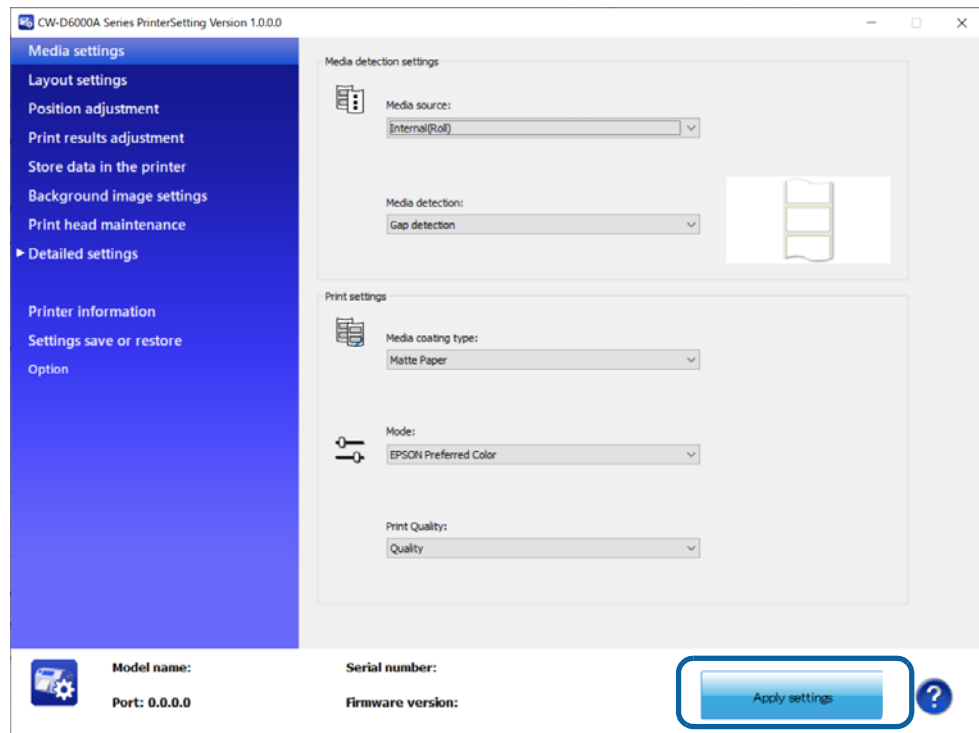 CW-D6000A Series PrinterSetting Version 1.0.0.0
Media settings
Layout settings
Position adjustment
Print results adjustment
Store data in the printer
Background image settings
Print head maintenance
Detailed settings
Printer information
Settings save or restore
Option
Media detection settings
Media source:
Internal(Roll)
Media detection:
Gap detection
Print settings
Media coating type:
Matte Paper
Mode:
EPSON Preferred Color
Print Quality:
Quality
Model name:
Serial number:
Port: 0.0.0.0
Firmware version:
Apply settings
?